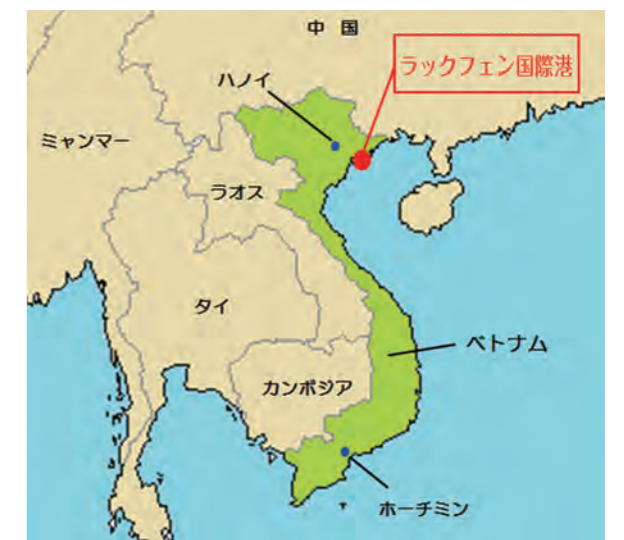 中 国
ラックフェン国際港
ハノイ
ミャンマー
ラオス
タイ
ベトナム
カンボジア
ホーチミン